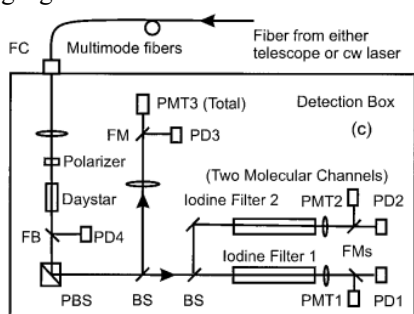 FC
Multimode fibers
Fiber from either
telescope or cw laser
PMT3 (Total)
Detection Box
FM
PD3
(c)
Polarizer
(Two Molecular Channels)
Daystar
Iodine Filter 2
PMT2
PD2
FB
PD4
Iodine Filter 1
FMs
PBS
BS
BS
PMT1
PD1